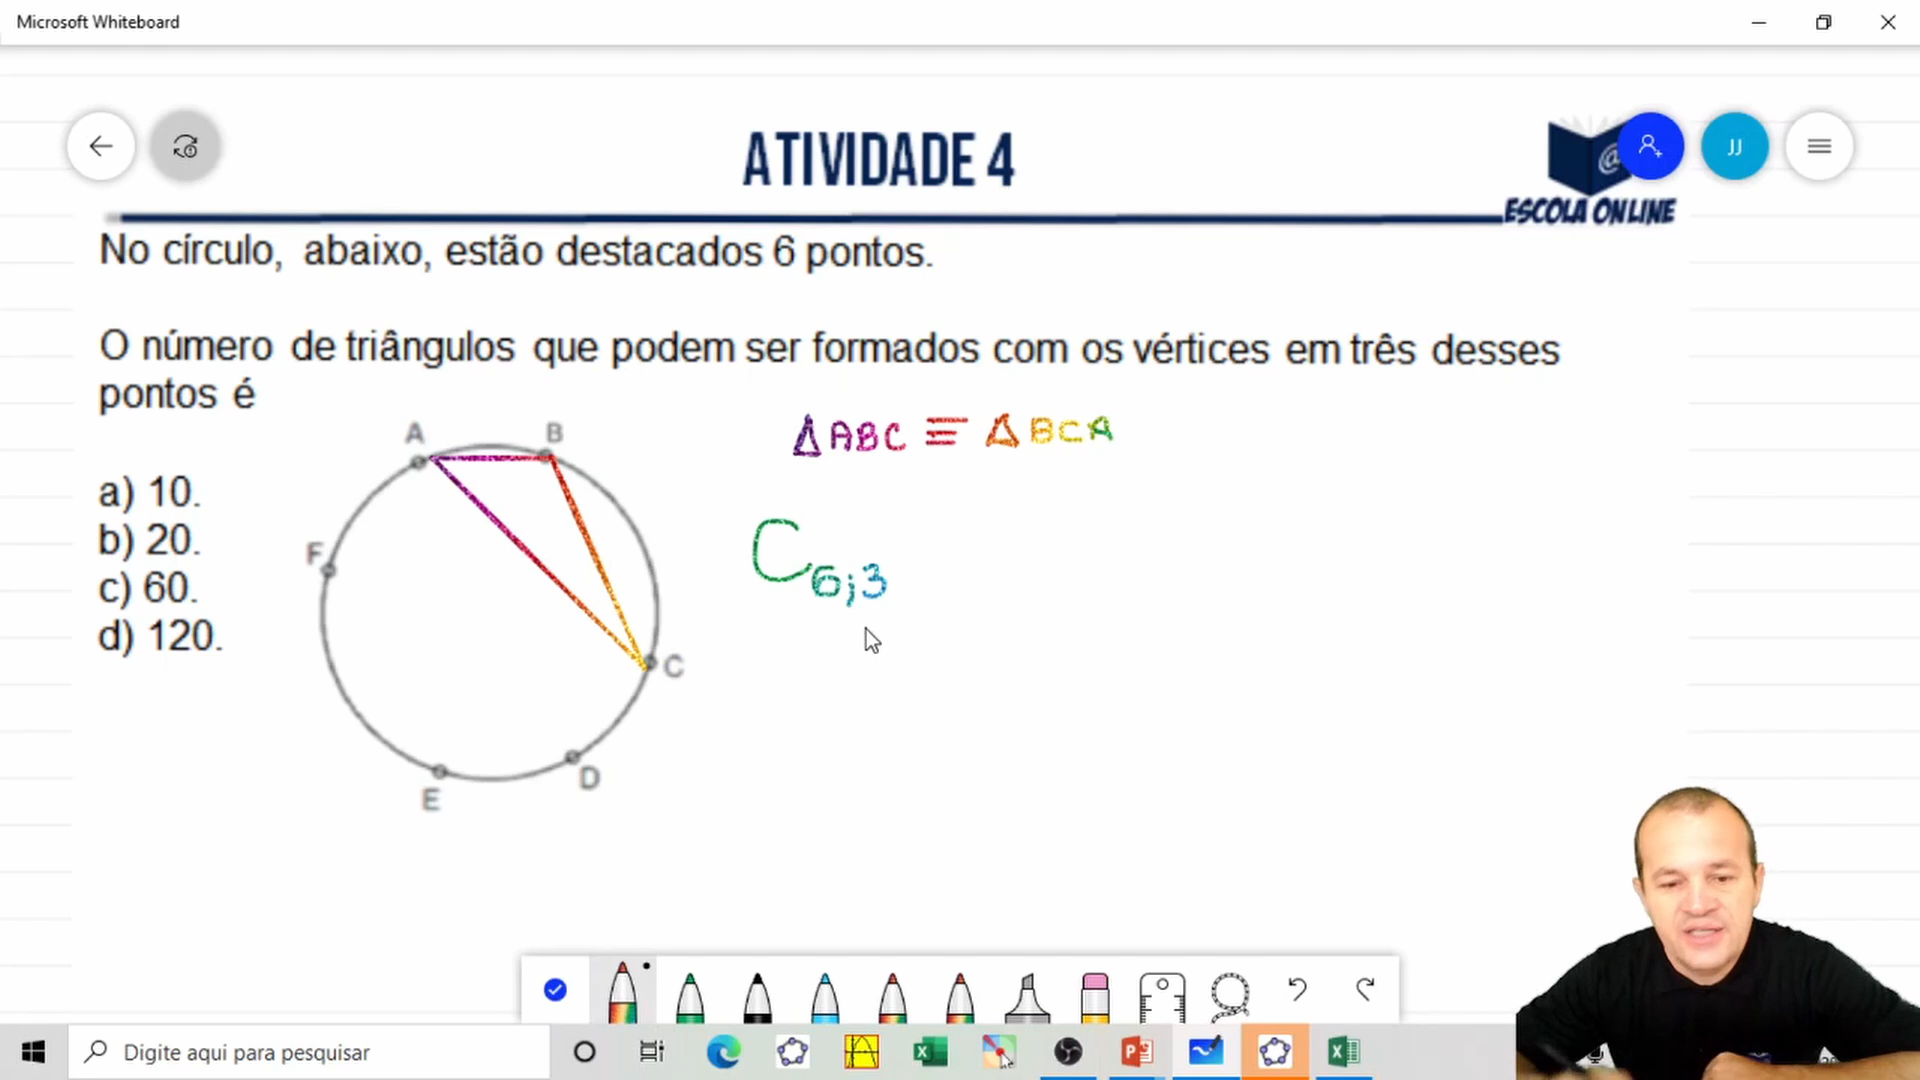 Microsoft Whiteboard
ATIVIDADE 4
@
JJ
ESCOLA ONLINE
No círculo, abaixo, estão destacados 6 pontos.
O número de triângulos que podem ser formados com os vértices em três desses
pontos é
A
B
Δ ABC ≡ Δ BCA
a) 10.
b) 20.
c) 60.
d) 120.
F
C6;3
C
D
E
Digite aqui para pesquisar